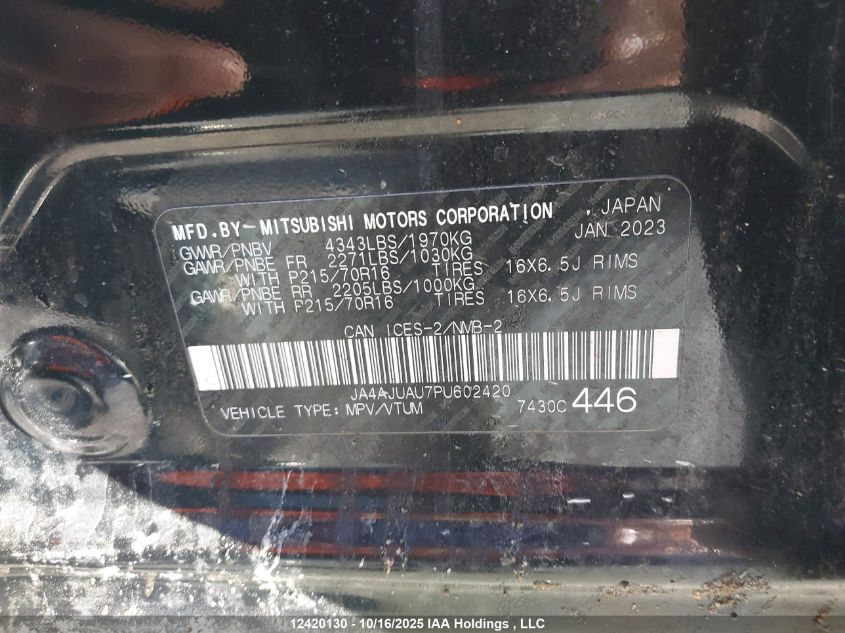 MFD.BY-MITSUBISHI MOTORS CORPORATION , JAPAN
GVWR/PNBV 4343LBS/1970KG JAN 2023
GAWR/PNBE FR 2271LBS/1030KG
WITH P215/70R16 TIRES 16X6.5J RIMS
GAWR/PNBE RR 2205LBS/1000KG
WITH P215/70R16 TIRES 16X6.5J RIMS
CAN ICES-2/NMB-2
JA4AJUAU7PU602420
VEHICLE TYPE: MPV/VTUM 7430C 446
12420130 - 10/16/2025 IAA Holdings , LLC